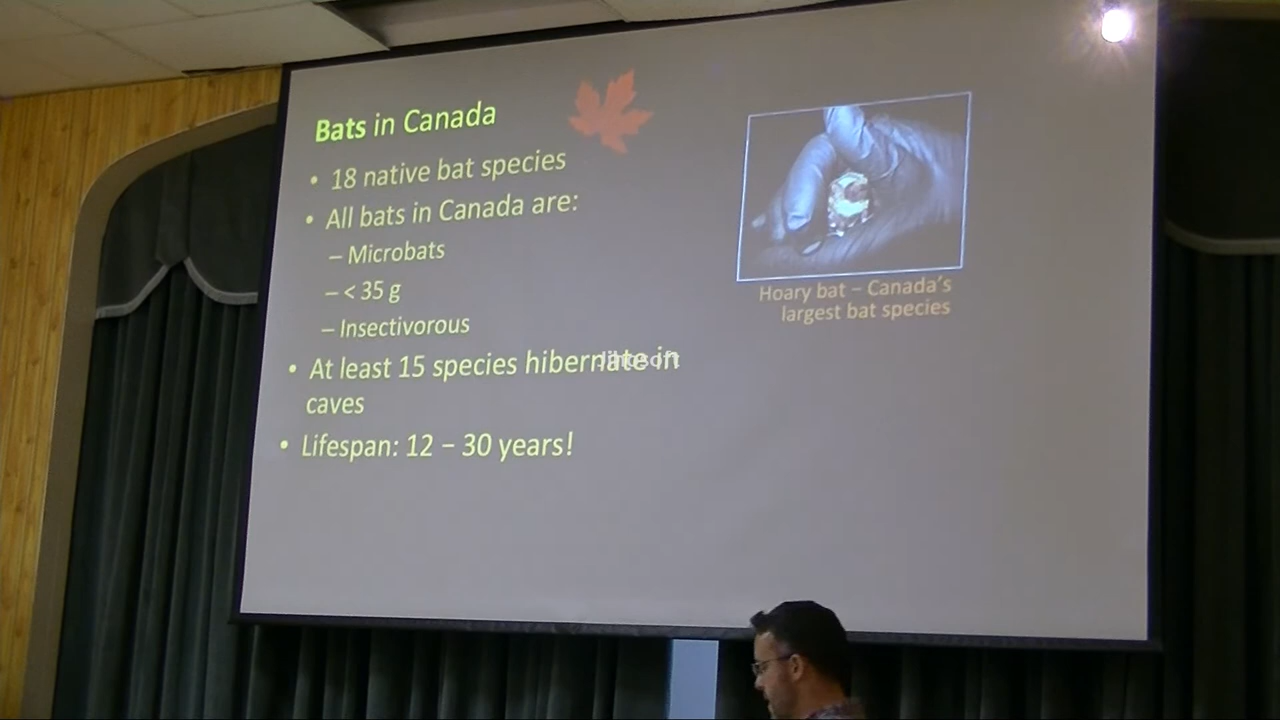 Bats in Canada
• 18 native bat species
• All bats in Canada are:
– Microbats
– < 35 g
– Insectivorous
• At least 15 species hibernate in
caves
• Lifespan: 12 – 30 years!
Hoary bat – Canada's
largest bat species